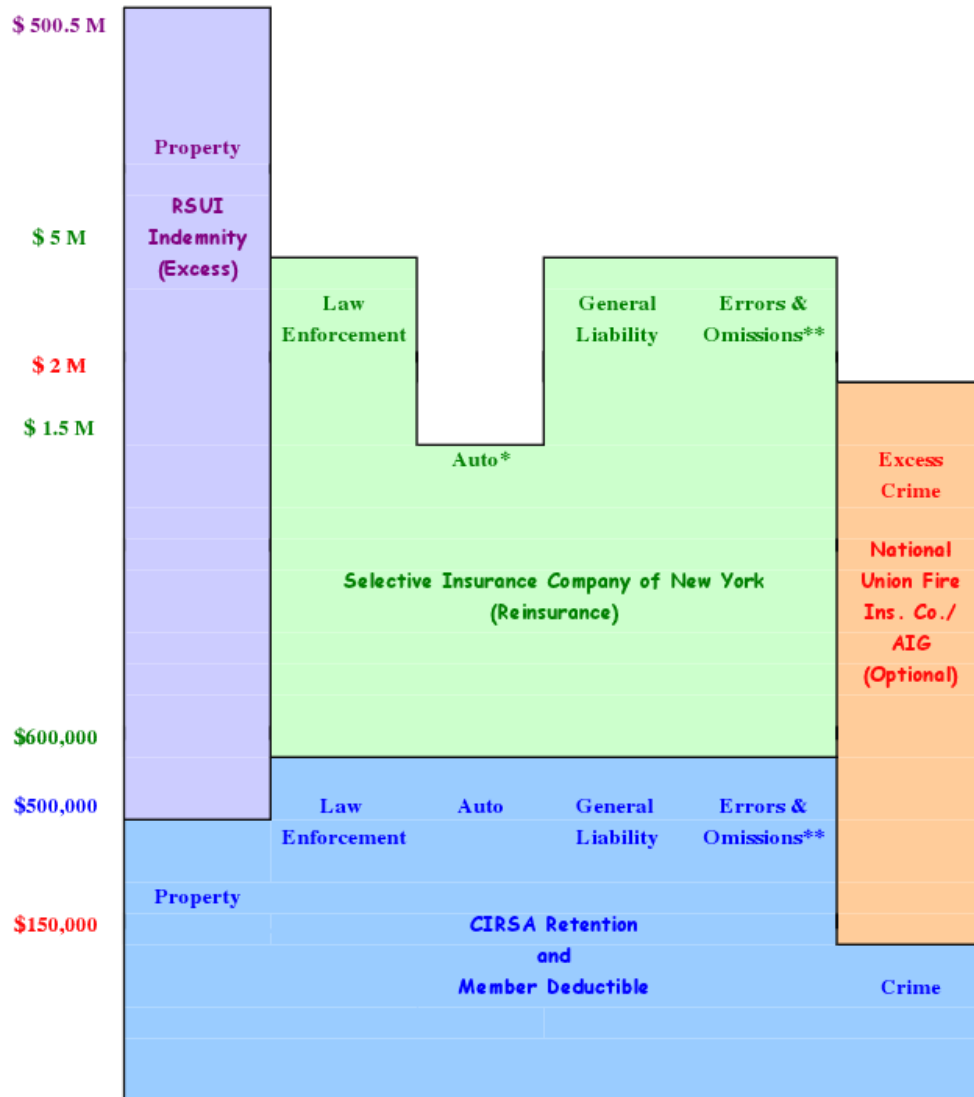 $ 500.5 M
Property
RSUI
Indemnity
(Excess)
$ 5 M
Law
Enforcement
General
Liability
Errors &
Omissions**
$ 2 M
$ 1.5 M
Auto*
Excess
Crime
National
Union Fire
Ins. Co./
AIG
(Optional)
Selective Insurance Company of New York
(Reinsurance)
$600,000
$500,000
Law
Enforcement
Auto
General
Liability
Errors &
Omissions**
Property
$150,000
CIRSA Retention
and
Member Deductible
Crime